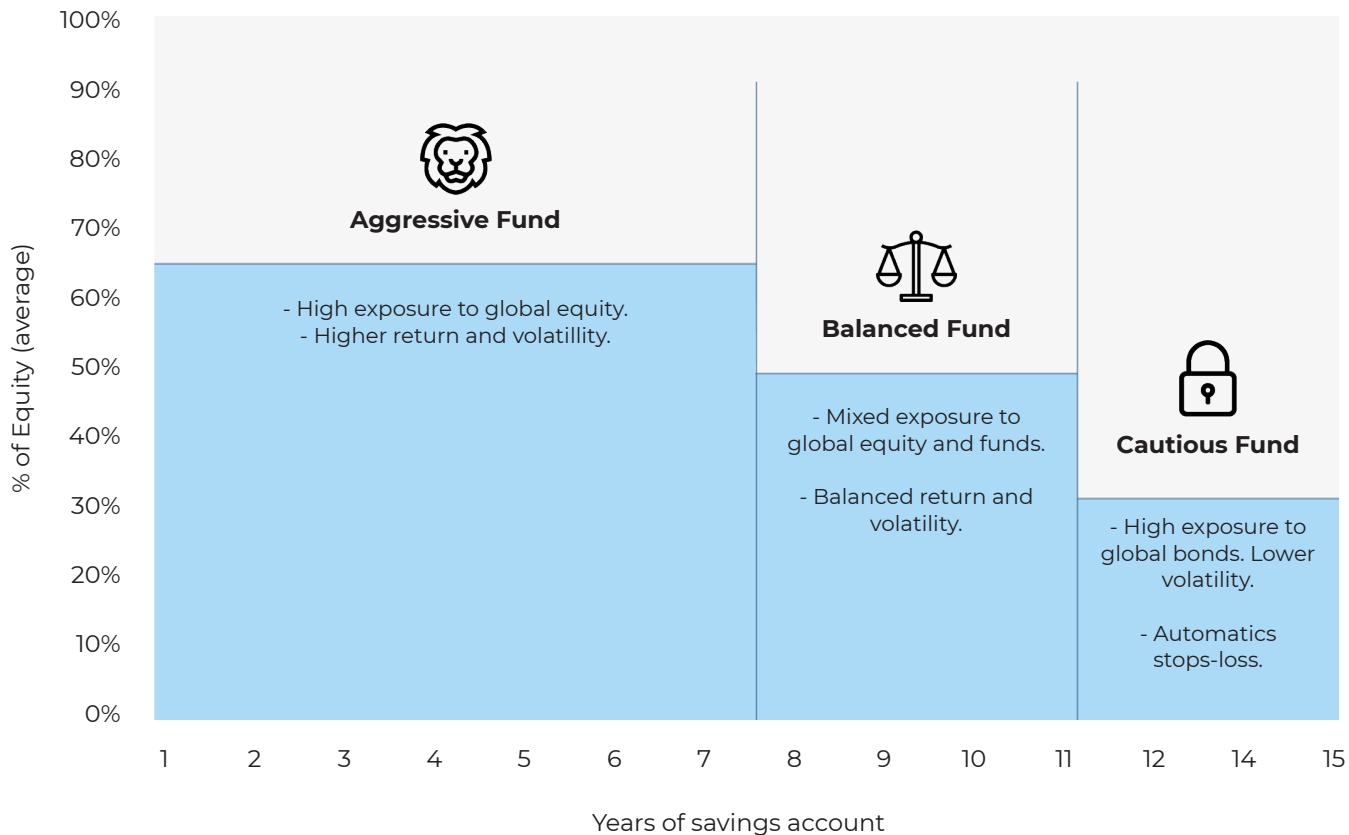 100%
90%
80%
70%
60%
50%
40%
30%
20%
10%
0%
% of Equity (average)
Aggressive Fund
- High exposure to global equity.
- Higher return and volatillity.
Balanced Fund
- Mixed exposure to
global equity and funds.
- Balanced return and
volatility.
Cautious Fund
- High exposure to
global bonds. Lower
volatility.
- Automatics
stops-loss.
1 2 3 4 5 6 7 8 9 10 11 12 14 15
Years of savings account